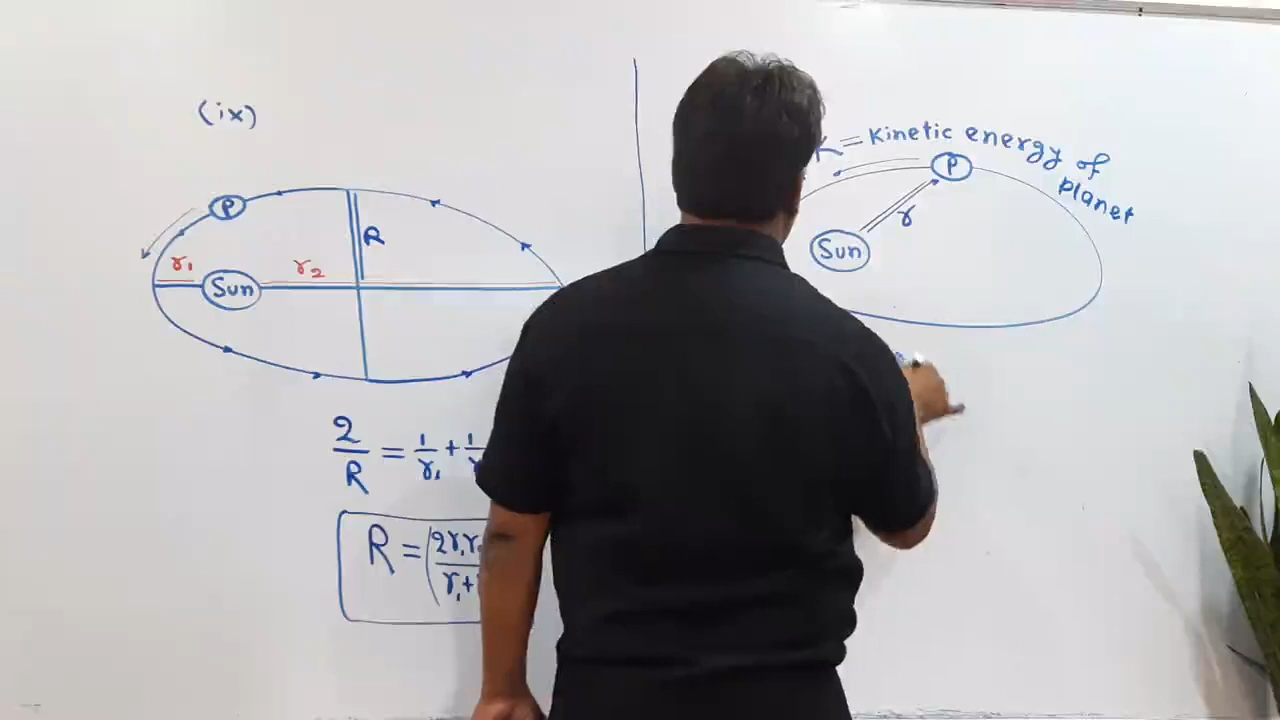 (ix)
P
R
r₁
r₂
Sun
2/R = 1/r₁ + 1/
R = (2r₁r
r₁+
K = Kinetic energy of
planet
P
r
Sun